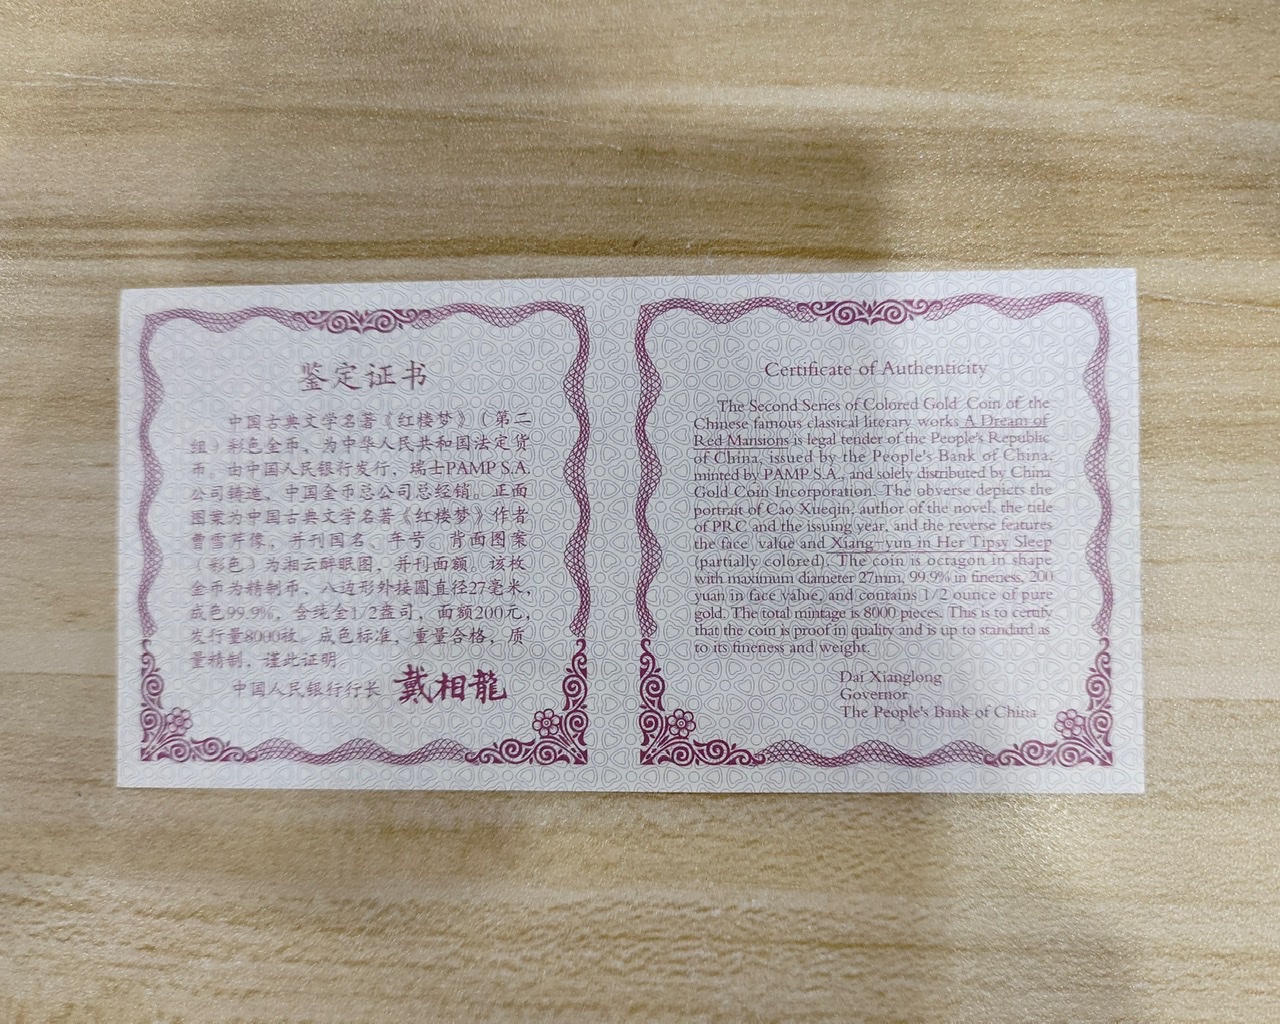 鉴定证书
中国古典文学名著《红楼梦》（第二
组）彩色金币，为中华人民共和国法定货
币，由中国人民银行发行，瑞士PAMP S.A.
公司铸造，中国金币总公司总经销。正面
图案为中国古典文学名著《红楼梦》作者
曹雪芹像，并刊国名、年号，背面图案
（彩色）为湘云醉眠图，并刊面额。该枚
金币为精制币，八边形外接圆直径27毫米，
成色99.9%，含纯金1/2盎司，面额200元，
发行量8000枚。成色标准，重量合格，质
量精制，谨此证明。
中国人民银行行长 戴相龍
Certificate of Authenticity
The Second Series of Colored Gold Coin of the
Chinese famous classical literary works A Dream of
Red Mansions is legal tender of the People's Republic
of China, issued by the People's Bank of China,
minted by PAMP S.A., and solely distributed by China
Gold Coin Incorporation. The obverse depicts the
portrait of Cao Xueqin, author of the novel, the title
of PRC and the issuing year, and the reverse features
the face value and Xiang-yun in Her Tipsy Sleep
(partially colored). The coin is octagon in shape
with maximum diameter 27mm, 99.9% in fineness, 200
yuan in face value, and contains 1/2 ounce of pure
gold. The total mintage is 8000 pieces. This is to certify
that the coin is proof in quality and is up to standard as
to its fineness and weight.
Dai Xianglong
Governor
The People's Bank of China